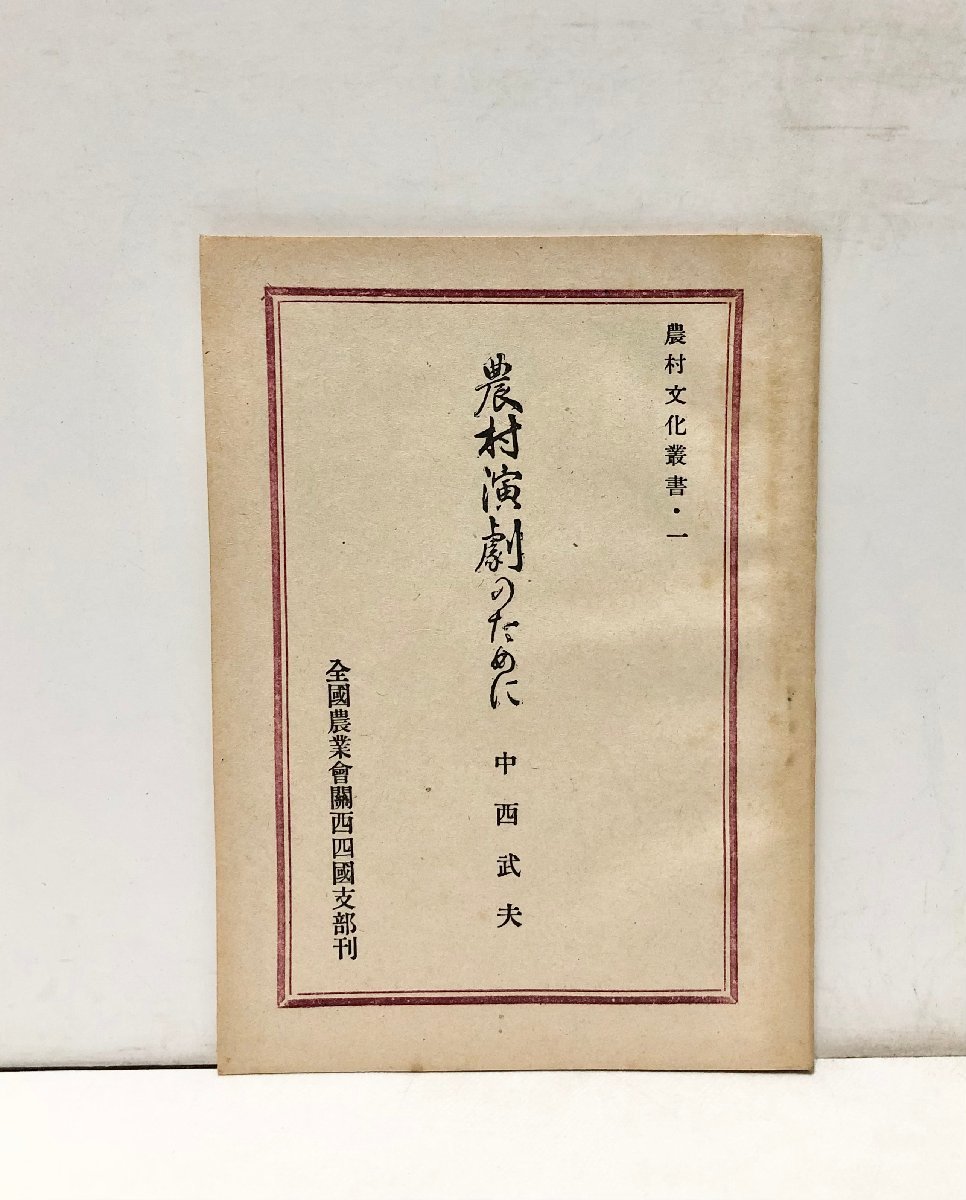 農村文化叢書・一
農村演劇のために 中西武夫
全國農業會關西四國支部刊